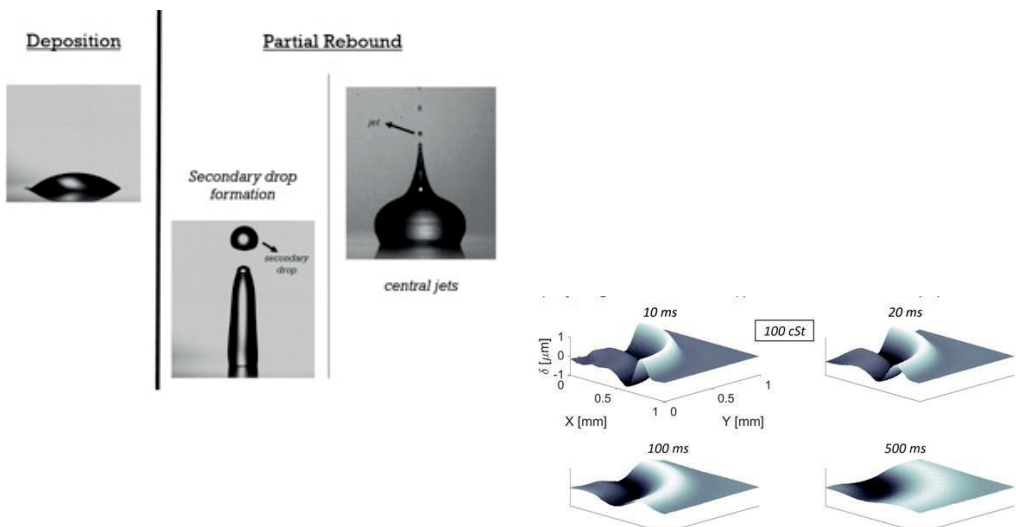 Deposition
Partial Rebound
jet
Secondary drop
formation
secondary
drop
central jets
10 ms
100 cSt
20 ms
δ [μm]
1
0
-1
0
0.5
1
0
0.5
1
X [mm]
Y [mm]
100 ms
500 ms